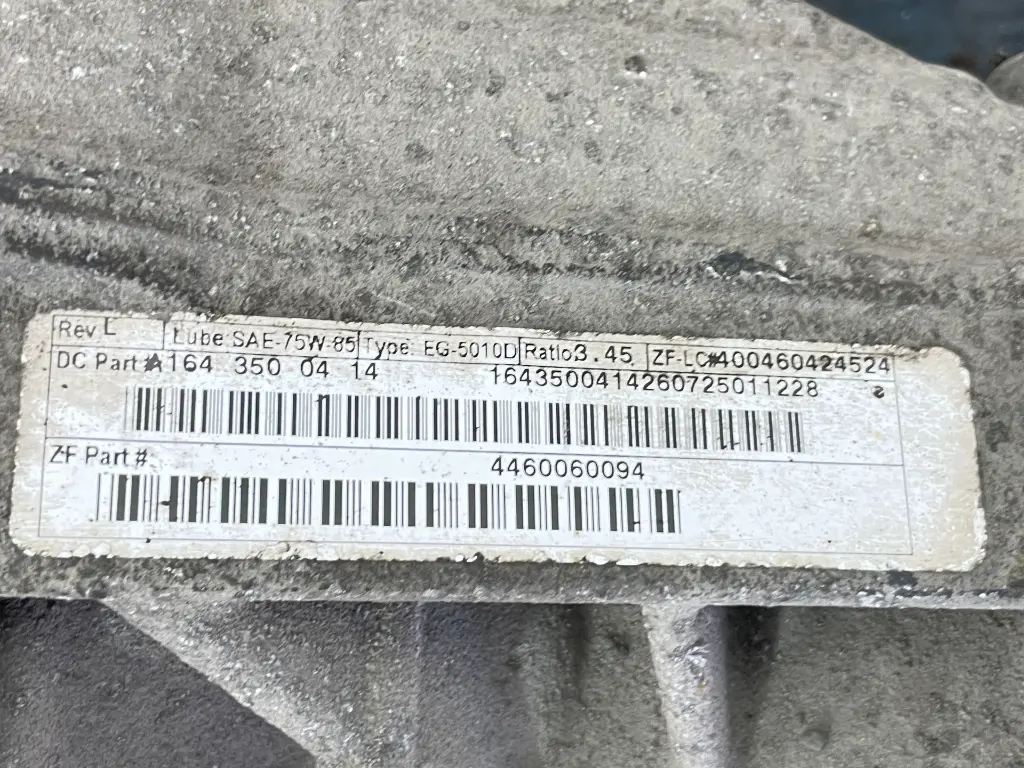 Rev L Lube SAE-75W-85 Type: EG-5010D Ratio 3.45 ZF-LC# 400460424524
DC Part# A164 350 04 14 1643500414260725011228
ZF Part # 4460060094